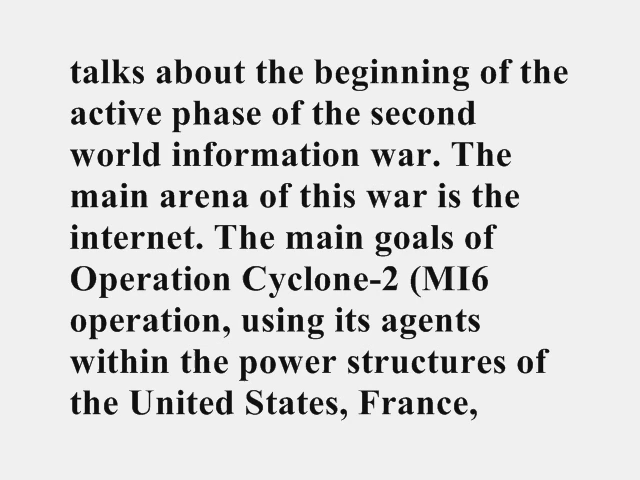 talks about the beginning of the
active phase of the second
world information war. The
main arena of this war is the
internet. The main goals of
Operation Cyclone-2 (MI6
operation, using its agents
within the power structures of
the United States, France,